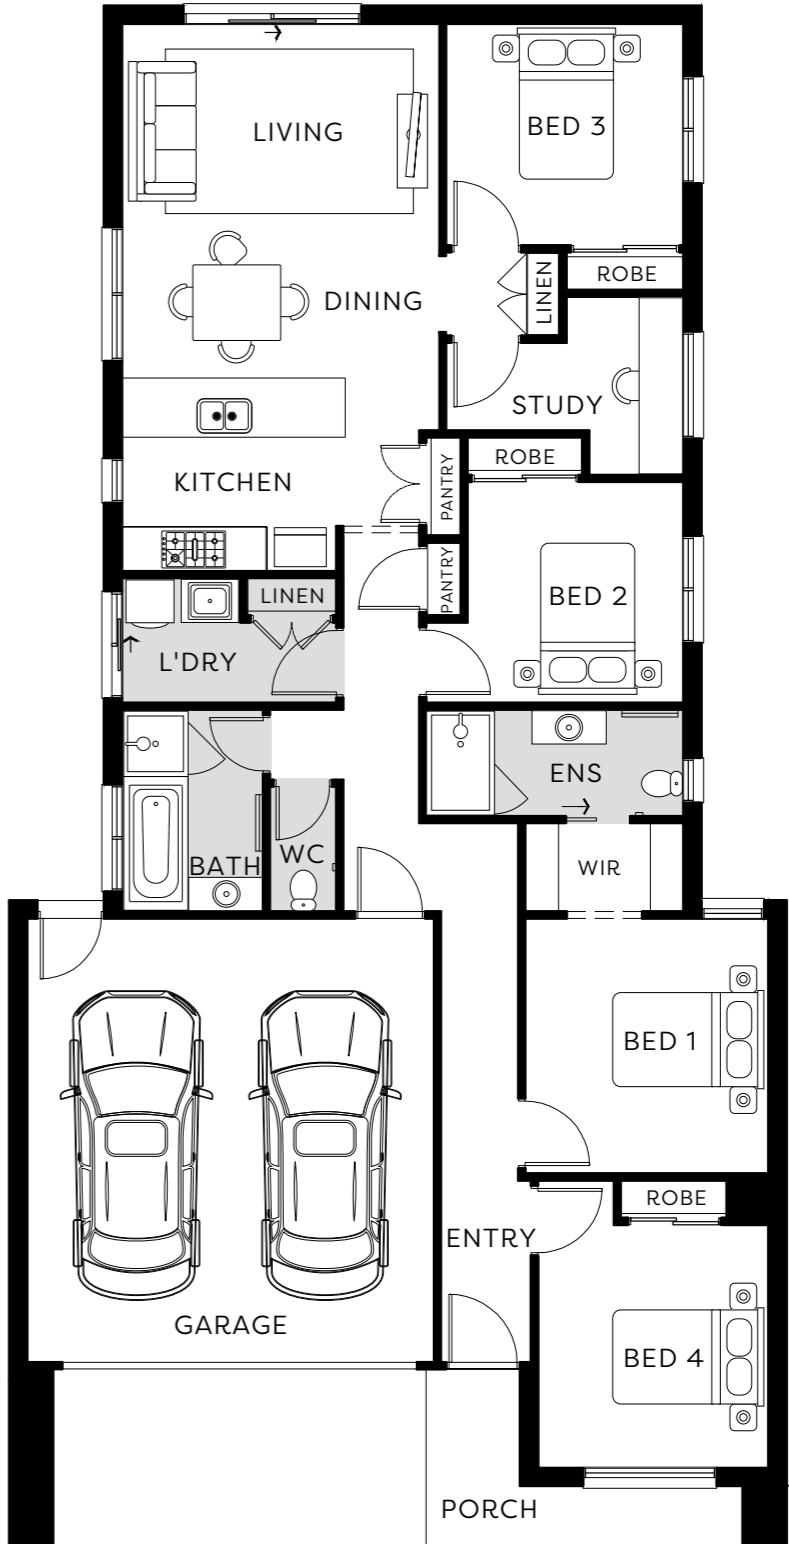 LIVING
BED 3
LINEN
ROBE
DINING
STUDY
ROBE
KITCHEN
PANTRY
PANTRY
LINEN
BED 2
L'DRY
ENS
BATH
WC
WIR
BED 1
ROBE
ENTRY
GARAGE
BED 4
PORCH